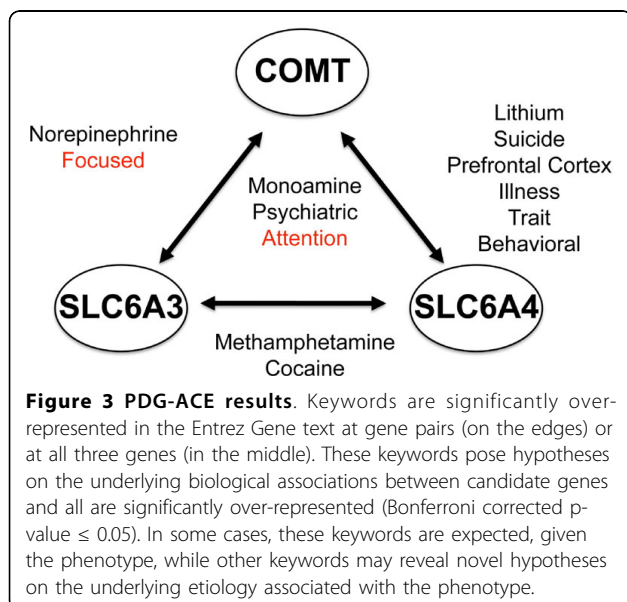 COMT
Norepinephrine
Focused
Lithium
Suicide
Prefrontal Cortex
Illness
Trait
Behavioral
Monoamine
Psychiatric
Attention
SLC6A3
SLC6A4
Methamphetamine
Cocaine
Figure 3 PDG-ACE results. Keywords are significantly over-
represented in the Entrez Gene text at gene pairs (on the edges) or
at all three genes (in the middle). These keywords pose hypotheses
on the underlying biological associations between candidate genes
and all are significantly over-represented (Bonferroni corrected p-
value ≤ 0.05). In some cases, these keywords are expected, given
the phenotype, while other keywords may reveal novel hypotheses
on the underlying etiology associated with the phenotype.